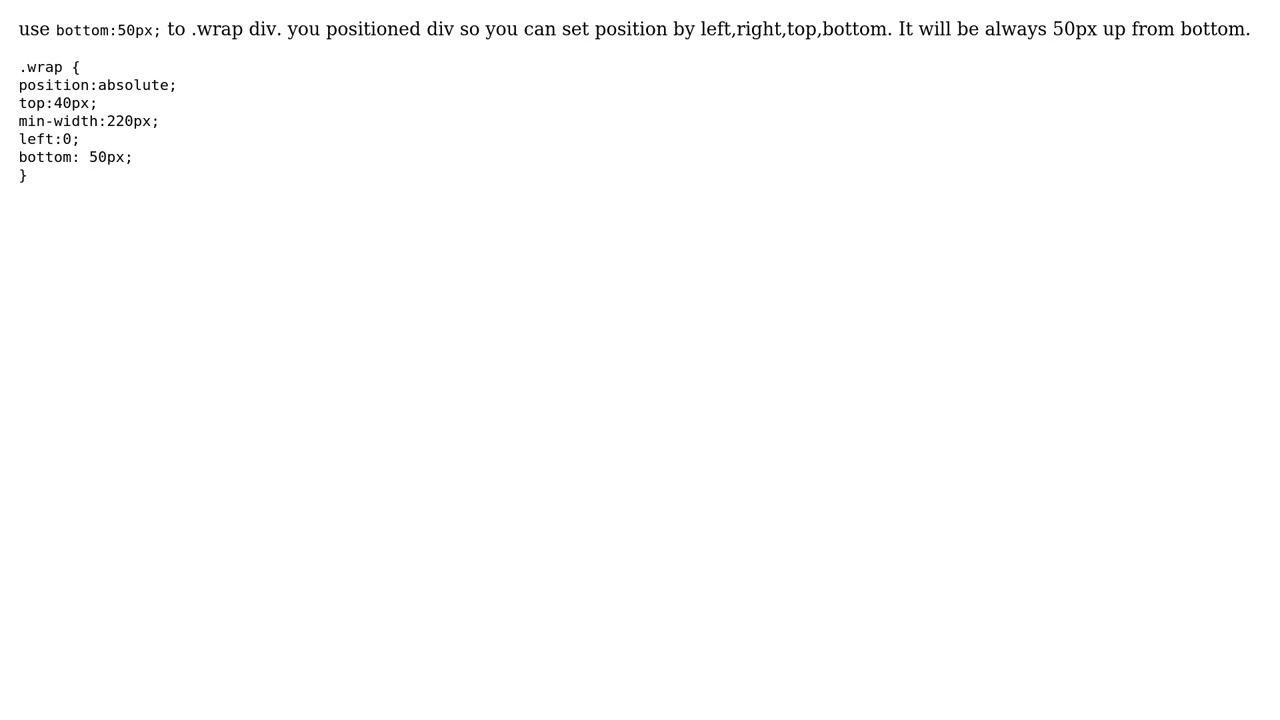 use bottom:50px; to .wrap div. you positioned div so you can set position by left,right,top,bottom. It will be always 50px up from bottom.
.wrap {
position:absolute;
top:40px;
min-width:220px;
left:0;
bottom: 50px;
}